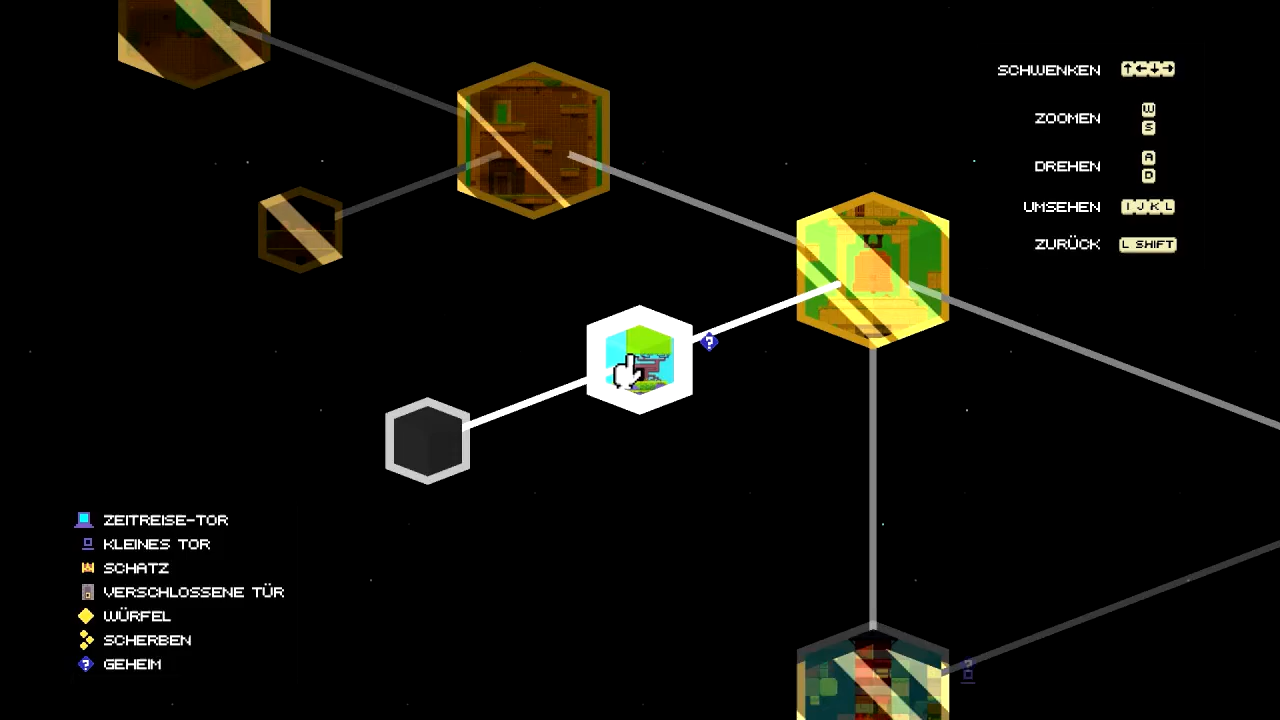 SCHWENKEN ↑←↓→
ZOOMEN W S
DREHEN A D
UMSEHEN I J K L
ZURÜCK L SHIFT
?
ZEITREISE-TOR
KLEINES TOR
SCHATZ
VERSCHLOSSENE TÜR
WÜRFEL
SCHERBEN
? GEHEIM
?